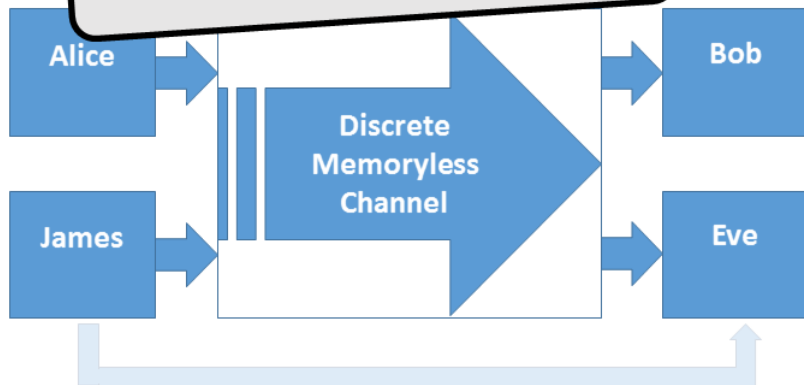 Alice
Bob
Discrete
Memoryless
Channel
James
Eve